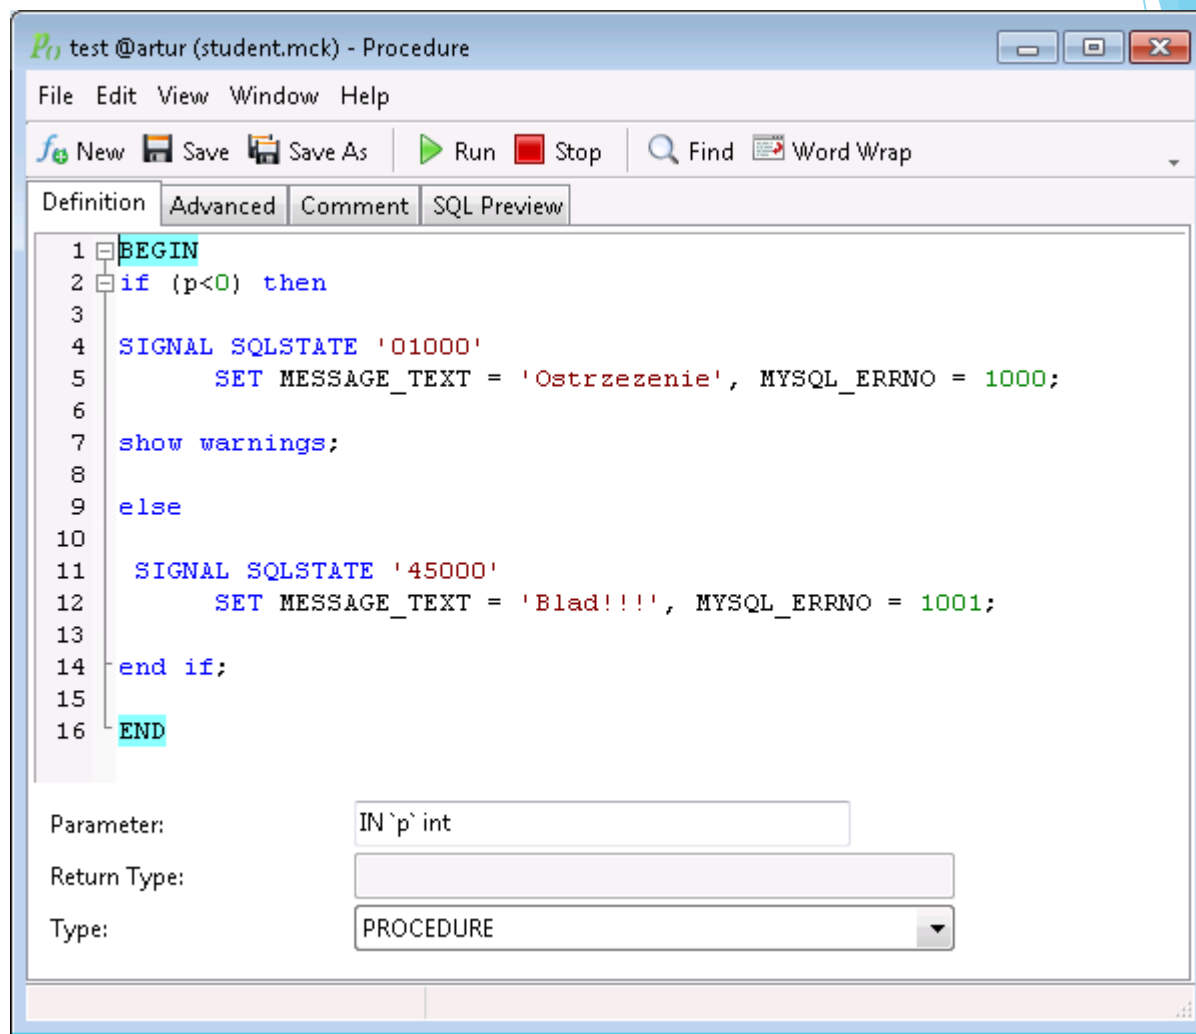 P() test @artur (student.mck) - Procedure
File Edit View Window Help
New Save Save As Run Stop Find Word Wrap
Definition Advanced Comment SQL Preview
1 BEGIN
2 if (p<0) then
3
4 SIGNAL SQLSTATE '01000'
5 SET MESSAGE_TEXT = 'Ostrzezenie', MYSQL_ERRNO = 1000;
6
7 show warnings;
8
9 else
10
11 SIGNAL SQLSTATE '45000'
12 SET MESSAGE_TEXT = 'Blad!!!', MYSQL_ERRNO = 1001;
13
14 end if;
15
16 END
Parameter: IN `p` int
Return Type:
Type: PROCEDURE